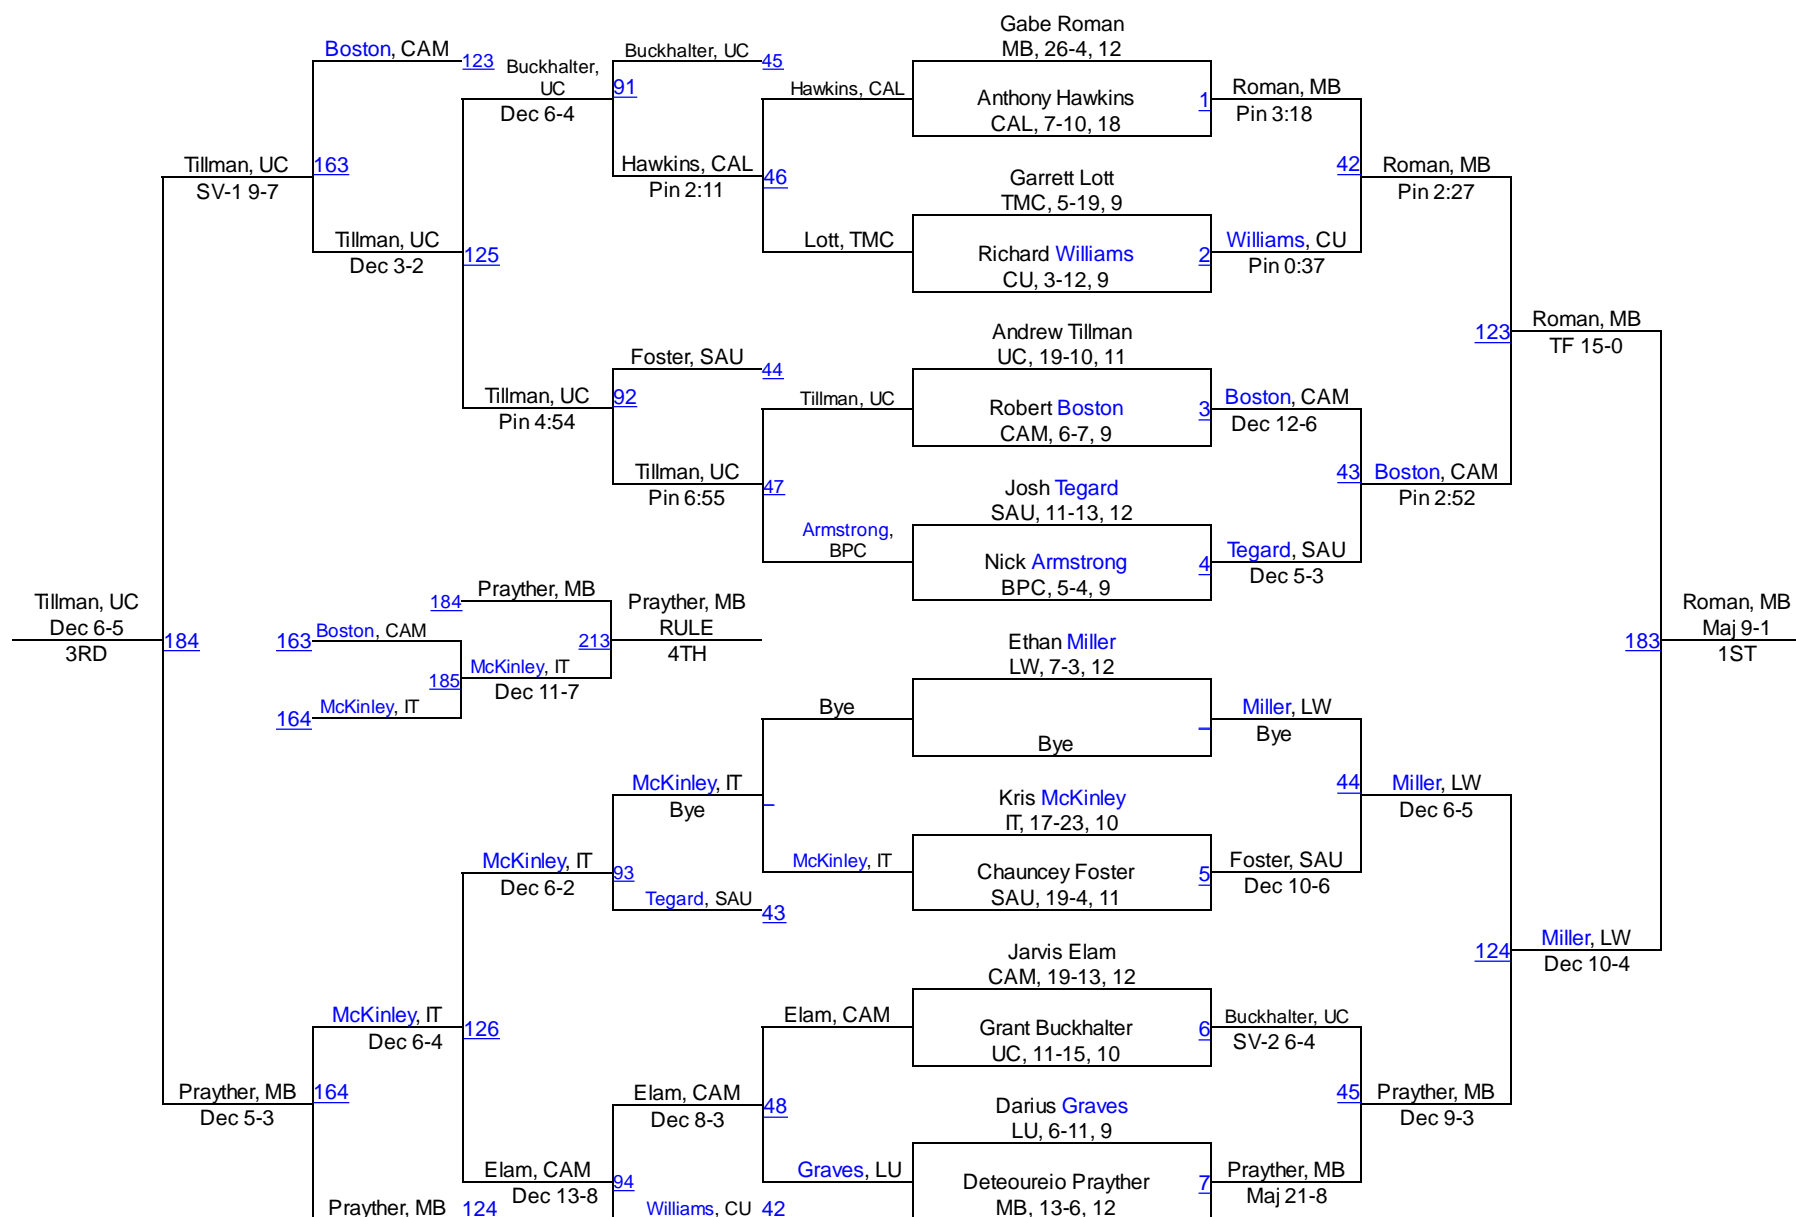 Gabe Roman
MB, 26-4, 12
Boston, CAM
123
Buckhalter,
UC
Dec 6-4
Buckhalter, UC
45
91
Hawkins, CAL
Anthony Hawkins
CAL, 7-10, 18
1
Roman, MB
Pin 3:18
Tillman, UC
SV-1 9-7
163
Hawkins, CAL
Pin 2:11
46
Garrett Lott
TMC, 5-19, 9
42
Roman, MB
Pin 2:27
Tillman, UC
Dec 3-2
125
Lott, TMC
Richard Williams
CU, 3-12, 9
2
Williams, CU
Pin 0:37
Andrew Tillman
UC, 19-10, 11
123
Roman, MB
TF 15-0
Foster, SAU
44
Tillman, UC
Pin 4:54
92
Tillman, UC
Robert Boston
CAM, 6-7, 9
3
Boston, CAM
Dec 12-6
Tillman, UC
Pin 6:55
47
Josh Tegard
SAU, 11-13, 12
43
Boston, CAM
Pin 2:52
Armstrong,
BPC
Nick Armstrong
BPC, 5-4, 9
4
Tegard, SAU
Dec 5-3
Tillman, UC
Dec 6-5
3RD
184
184
Prayther, MB
163
Boston, CAM
213
Prayther, MB
RULE
4TH
185
McKinley, IT
Dec 11-7
164
McKinley, IT
Ethan Miller
LW, 7-3, 12
183
Roman, MB
Maj 9-1
1ST
Bye
Bye
Miller, LW
Bye
McKinley, IT
Bye
Kris McKinley
IT, 17-23, 10
44
Miller, LW
Dec 6-5
McKinley, IT
Dec 6-2
93
McKinley, IT
Chauncey Foster
SAU, 19-4, 11
5
Foster, SAU
Dec 10-6
Tegard, SAU
43
Jarvis Elam
CAM, 19-13, 12
124
Miller, LW
Dec 10-4
McKinley, IT
Dec 6-4
126
Elam, CAM
Grant Buckhalter
UC, 11-15, 10
6
Buckhalter, UC
SV-2 6-4
Prayther, MB
Dec 5-3
164
Elam, CAM
Dec 8-3
48
Darius Graves
LU, 6-11, 9
45
Prayther, MB
Dec 9-3
Elam, CAM
Dec 13-8
94
Graves, LU
Deteoureio Prayther
MB, 13-6, 12
7
Prayther, MB
Maj 21-8
Prayther, MB
124
Williams, CU
42